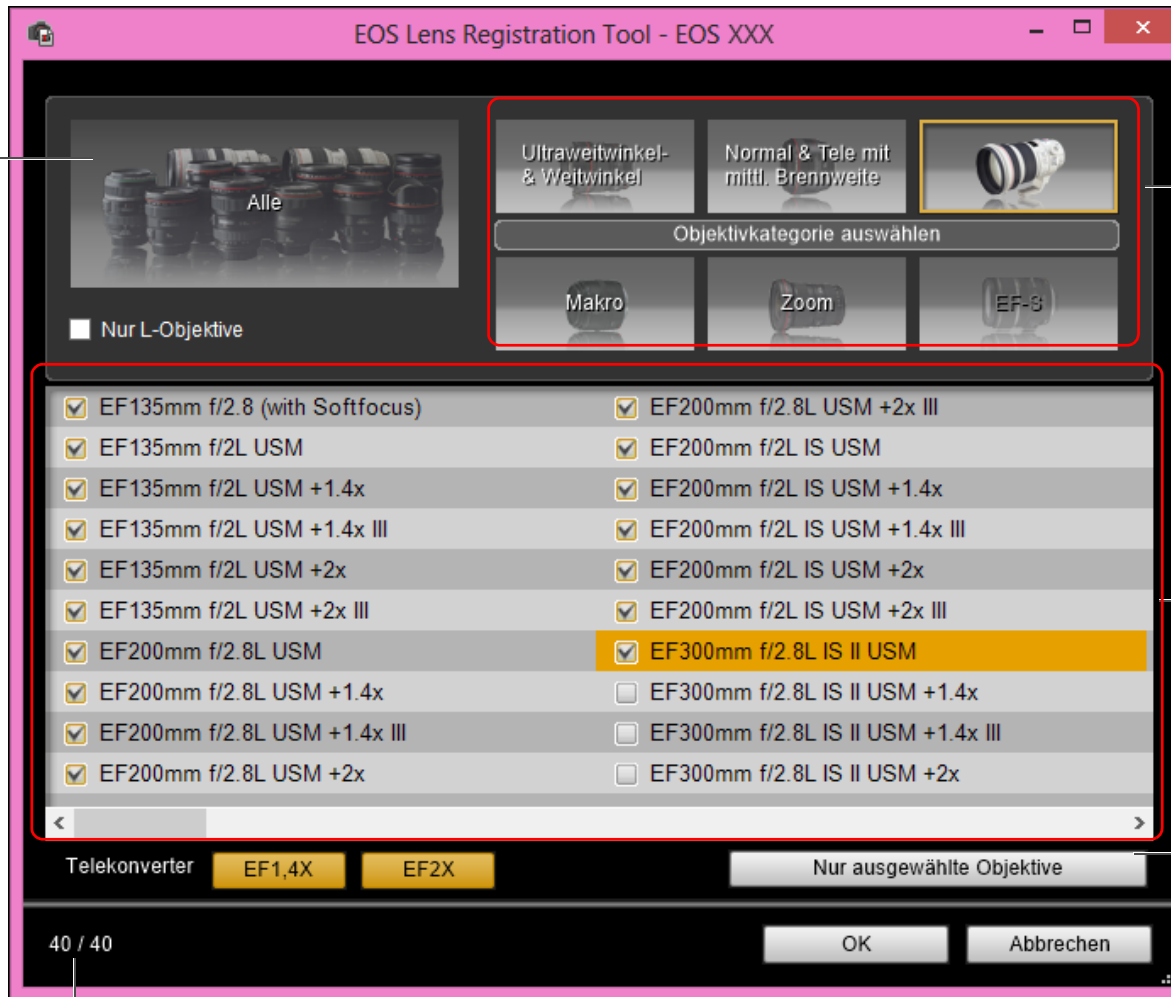 EOS Lens Registration Tool - EOS XXX
Alle
Nur L-Objektive
Ultraweitwinkel-
& Weitwinkel
Normal & Tele mit
mittl. Brennweite
Objektivkategorie auswählen
Makro
Zoom
EF-S
EF135mm f/2.8 (with Softfocus)
EF135mm f/2L USM
EF135mm f/2L USM +1.4x
EF135mm f/2L USM +1.4x III
EF135mm f/2L USM +2x
EF135mm f/2L USM +2x III
EF200mm f/2.8L USM
EF200mm f/2.8L USM +1.4x
EF200mm f/2.8L USM +1.4x III
EF200mm f/2.8L USM +2x
EF200mm f/2.8L USM +2x III
EF200mm f/2L IS USM
EF200mm f/2L IS USM +1.4x
EF200mm f/2L IS USM +1.4x III
EF200mm f/2L IS USM +2x
EF200mm f/2L IS USM +2x III
EF300mm f/2.8L IS II USM
EF300mm f/2.8L IS II USM +1.4x
EF300mm f/2.8L IS II USM +1.4x III
EF300mm f/2.8L IS II USM +2x
Telekonverter
EF1,4X
EF2X
Nur ausgewählte Objektive
40 / 40
OK
Abbrechen